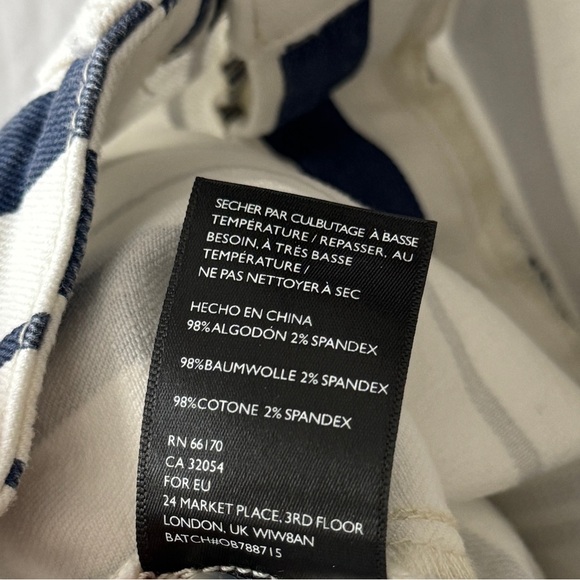 SECHER PAR CULBUTAGE À BASSE
TEMPÉRATURE / REPASSER, AU
BESOIN, À TRÉS BASSE
TEMPÉRATURE /
NE PAS NETTOYER À SEC
HECHO EN CHINA
98% ALGODÓN 2% SPANDEX
98%BAUMWOLLE 2% SPANDEX
98%COTONE 2% SPANDEX
RN 66170
CA 32054
FOR EU
24 MARKET PLACE, 3RD FLOOR
LONDON, UK WIW8AN
BATCH#OB788715